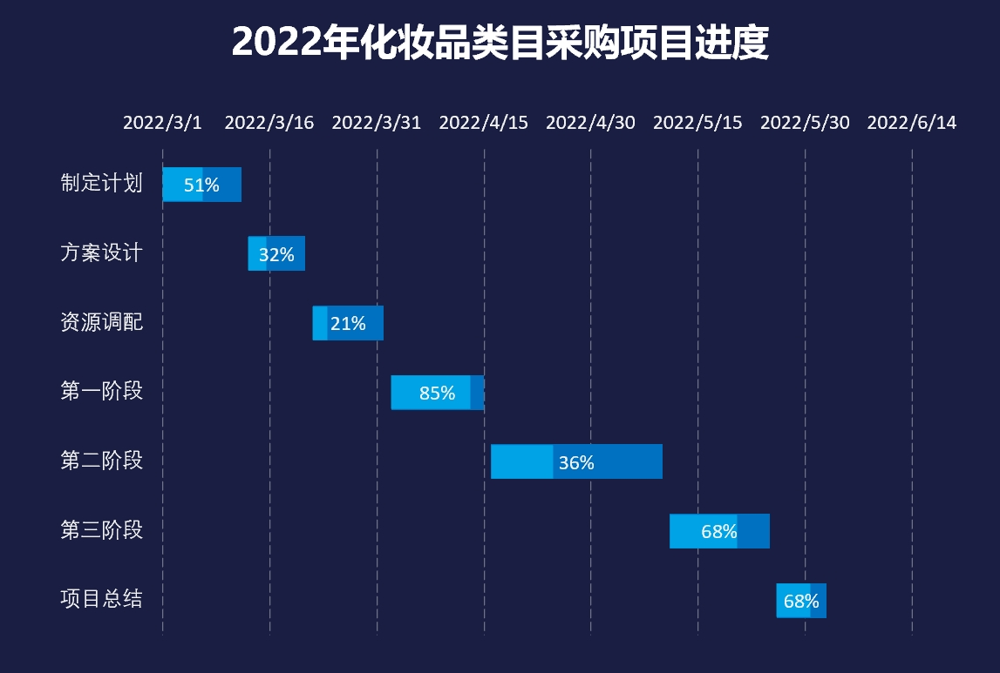 2022年化妆品类目采购项目进度
2022/3/1 2022/3/16 2022/3/31 2022/4/15 2022/4/30 2022/5/15 2022/5/30 2022/6/14
制定计划 51%
方案设计 32%
资源调配 21%
第一阶段 85%
第二阶段 36%
第三阶段 68%
项目总结 68%